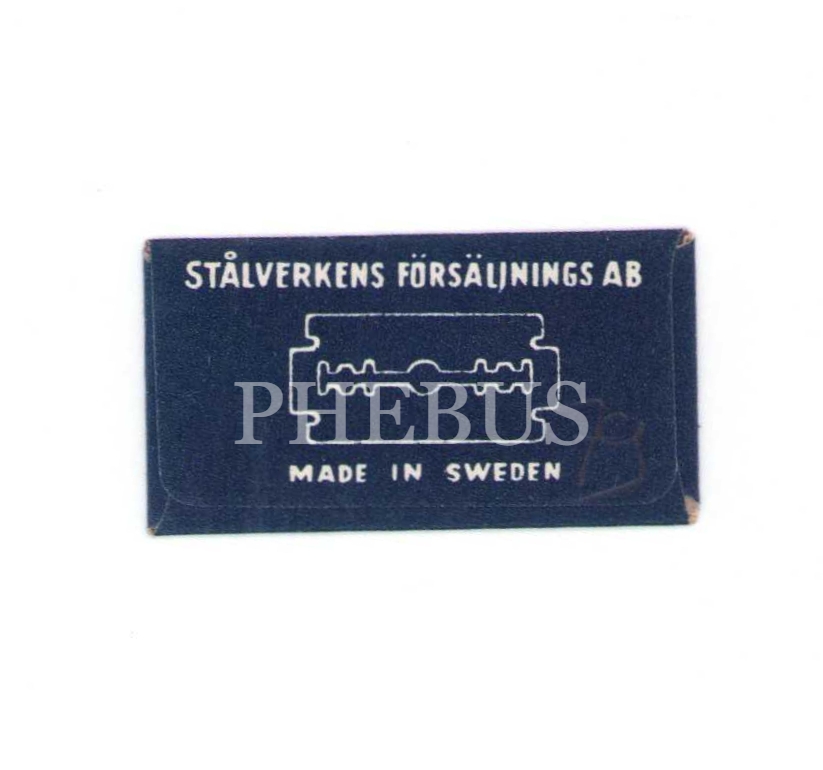 STÅLVERKENS FÖRSÄLJNINGS AB
PHEBUS
MADE IN SWEDEN